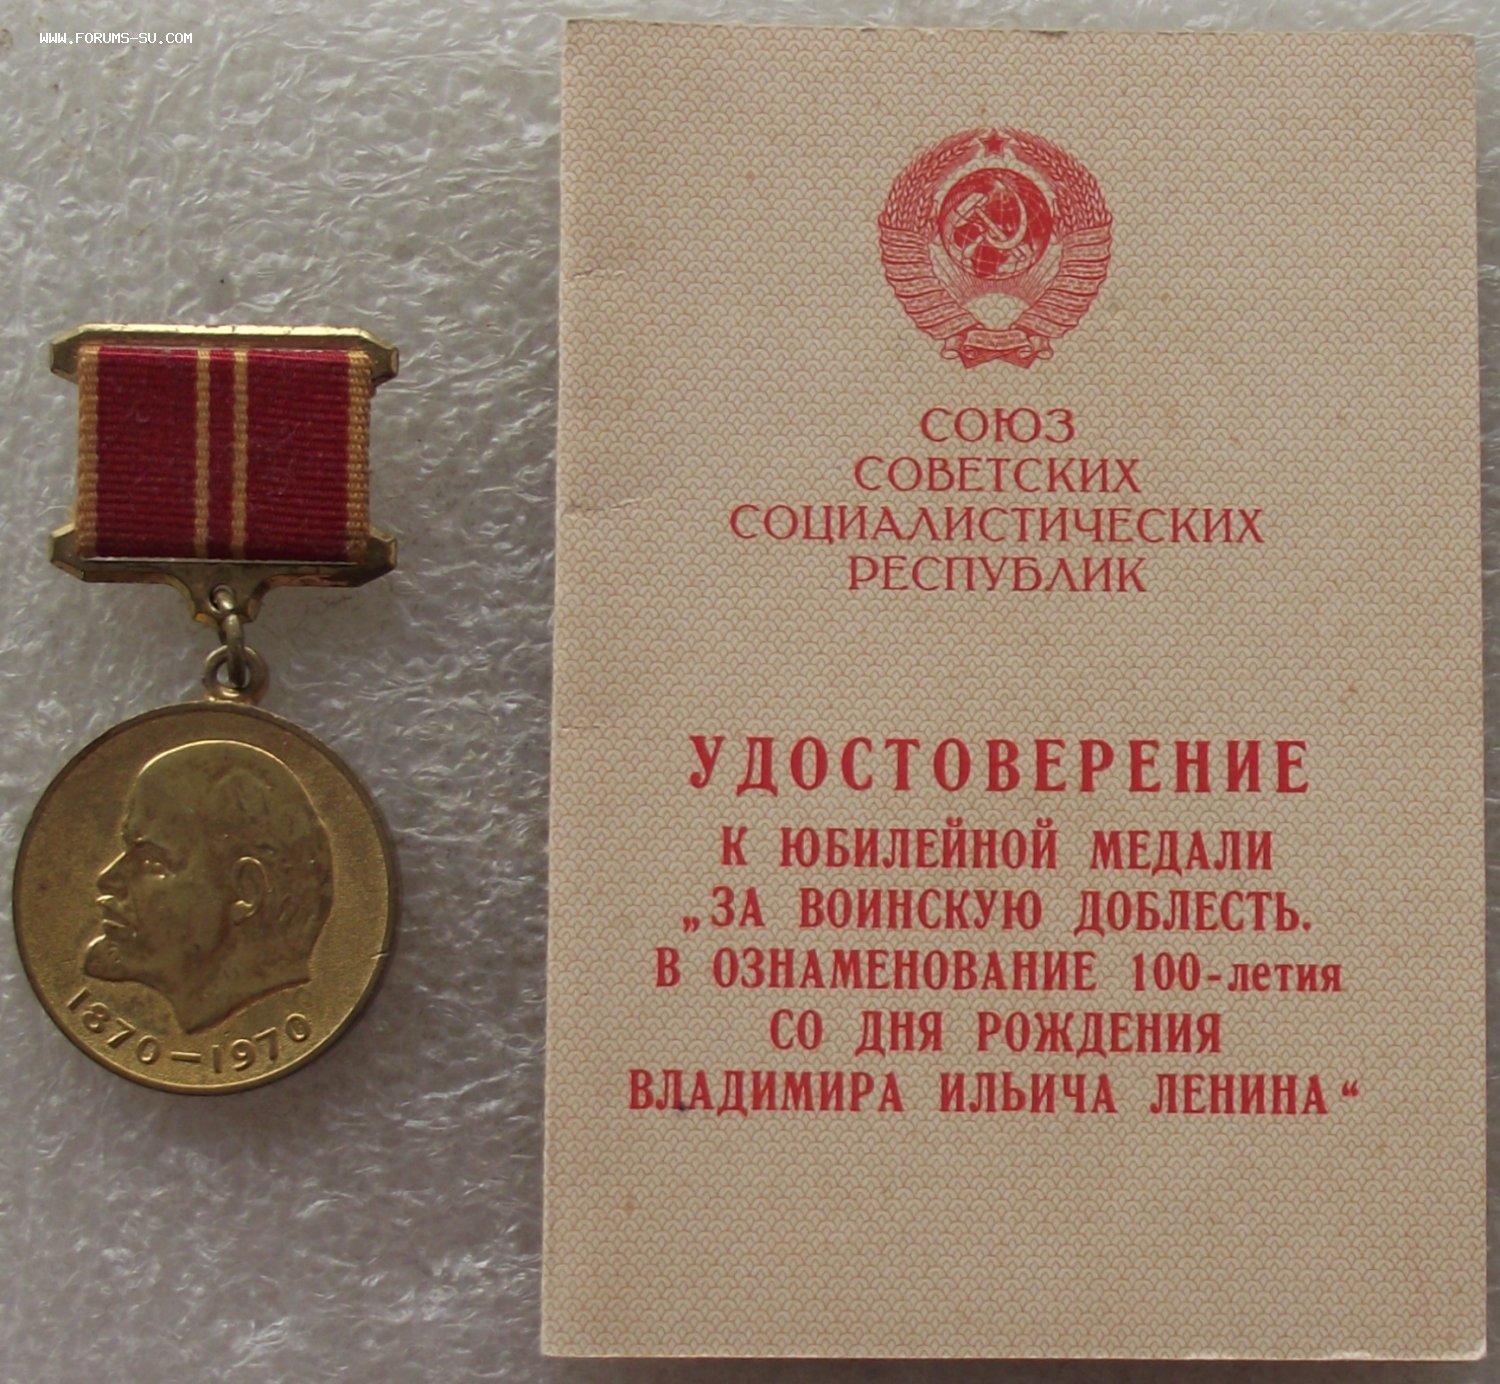 WWW.FORUMS-SU.COM
1870—1970
СОЮЗ
СОВЕТСКИХ
СОЦИАЛИСТИЧЕСКИХ
РЕСПУБЛИК
УДОСТОВЕРЕНИЕ
К ЮБИЛЕЙНОЙ МЕДАЛИ
„ЗА ВОИНСКУЮ ДОБЛЕСТЬ.
В ОЗНАМЕНОВАНИЕ 100-летия
СО ДНЯ РОЖДЕНИЯ
ВЛАДИМИРА ИЛЬИЧА ЛЕНИНА“